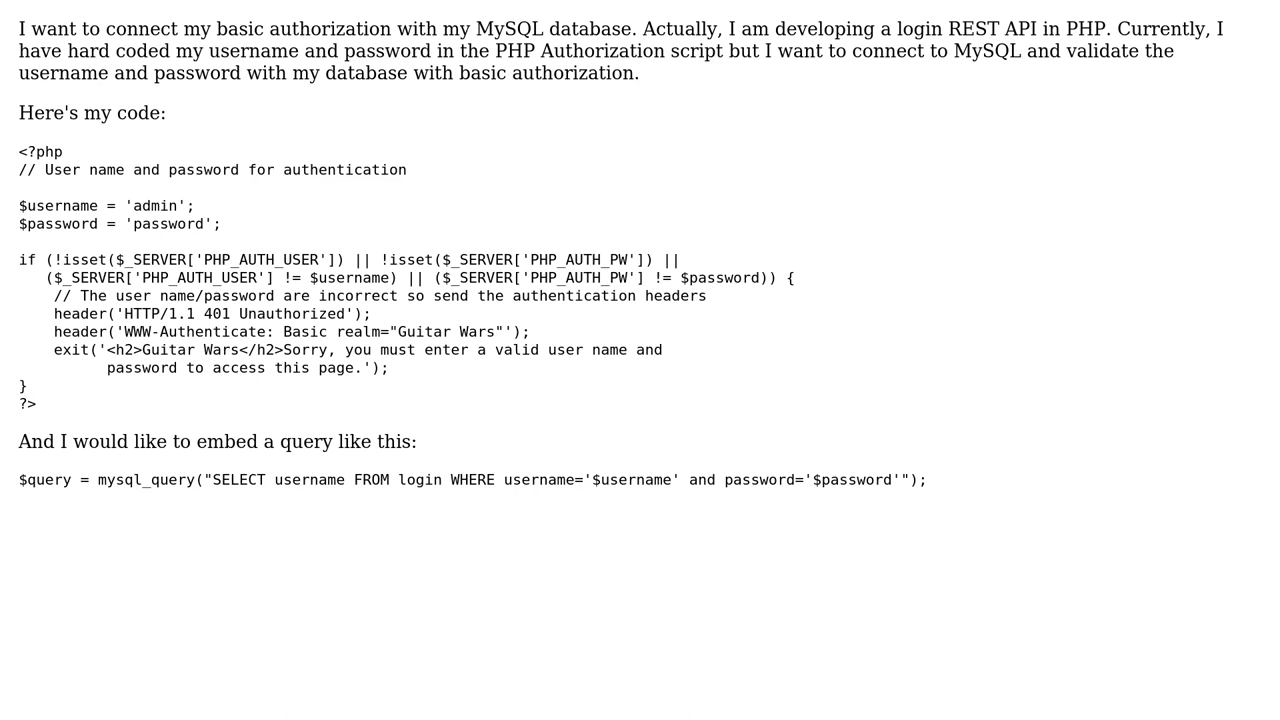 I want to connect my basic authorization with my MySQL database. Actually, I am developing a login REST API in PHP. Currently, I
have hard coded my username and password in the PHP Authorization script but I want to connect to MySQL and validate the
username and password with my database with basic authorization.
Here's my code:
<?php
// User name and password for authentication
$username = 'admin';
$password = 'password';
if (!isset($_SERVER['PHP_AUTH_USER']) || !isset($_SERVER['PHP_AUTH_PW']) ||
   ($_SERVER['PHP_AUTH_USER'] != $username) || ($_SERVER['PHP_AUTH_PW'] != $password)) {
    // The user name/password are incorrect so send the authentication headers
    header('HTTP/1.1 401 Unauthorized');
    header('WWW-Authenticate: Basic realm="Guitar Wars"');
    exit('<h2>Guitar Wars</h2>Sorry, you must enter a valid user name and
          password to access this page.');
}
?>
And I would like to embed a query like this:
$query = mysql_query("SELECT username FROM login WHERE username='$username' and password='$password'");